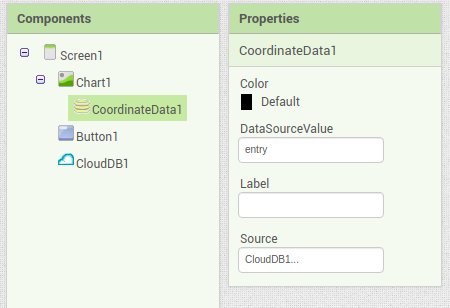 Components
Screen1
Chart1
CoordinateData1
Button1
CloudDB1
Properties
CoordinateData1
Color
Default
DataSourceValue
entry
Label
Source
CloudDB1...